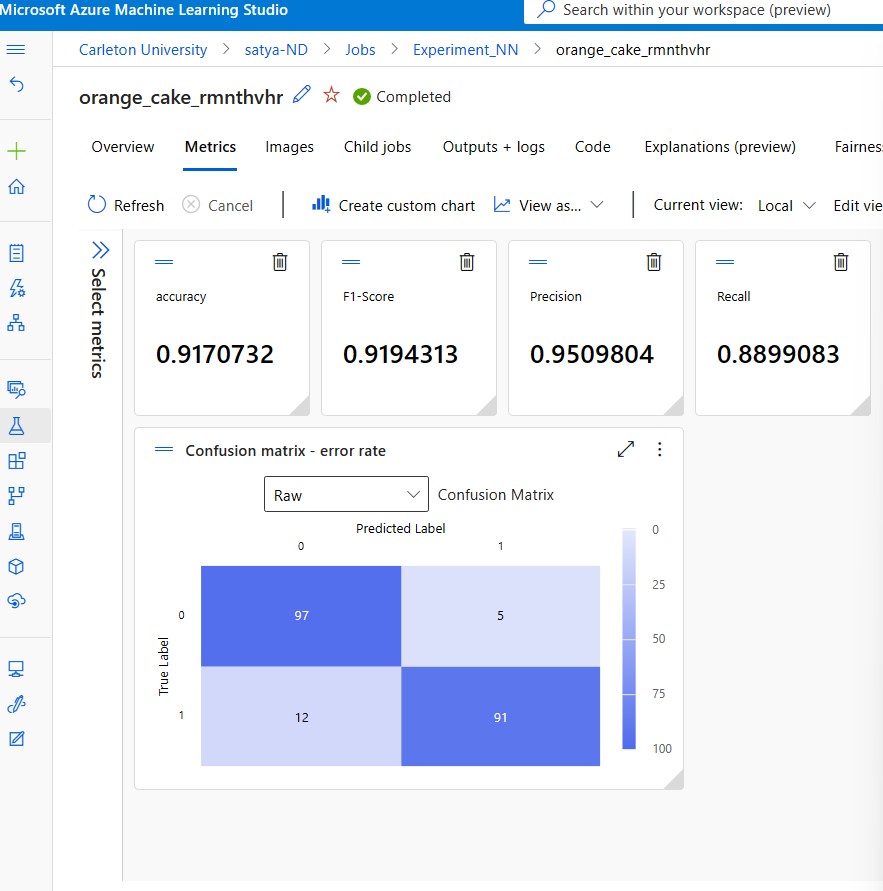 Microsoft Azure Machine Learning Studio
Search within your workspace (preview)
Carleton University > satya-ND > Jobs > Experiment_NN > orange_cake_rmnthvhr
orange_cake_rmnthvhr Completed
Overview Metrics Images Child jobs Outputs + logs Code Explanations (preview) Fairnes
Refresh Cancel Create custom chart View as... Current view: Local Edit vie
Select metrics
accuracy F1-Score Precision Recall
0.9170732 0.9194313 0.9509804 0.8899083
Confusion matrix - error rate
Raw Confusion Matrix
Predicted Label
0 1
True Label
0 97 5
1 12 91
0
25
50
75
100